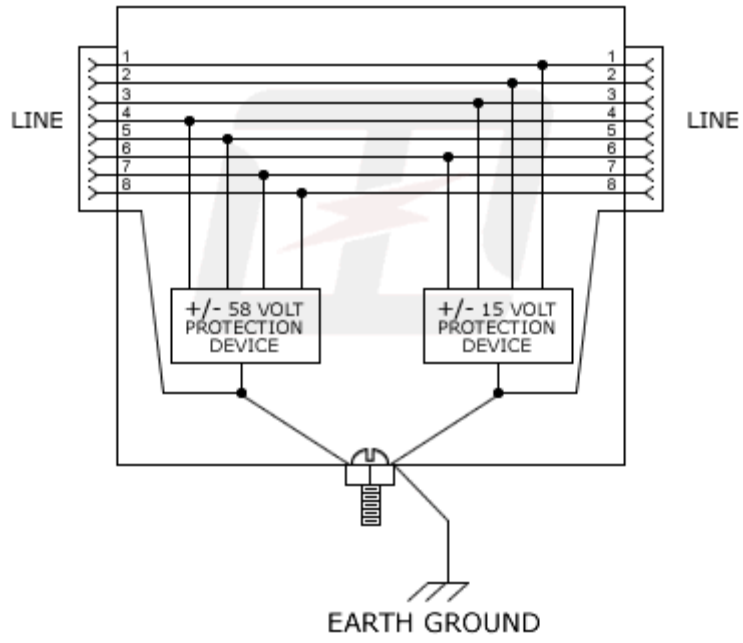 1 1
2 2
3 3
LINE 4 4 LINE
5 5
6 6
7 7
8 8
+/- 58 VOLT
PROTECTION
DEVICE
+/- 15 VOLT
PROTECTION
DEVICE
EARTH GROUND